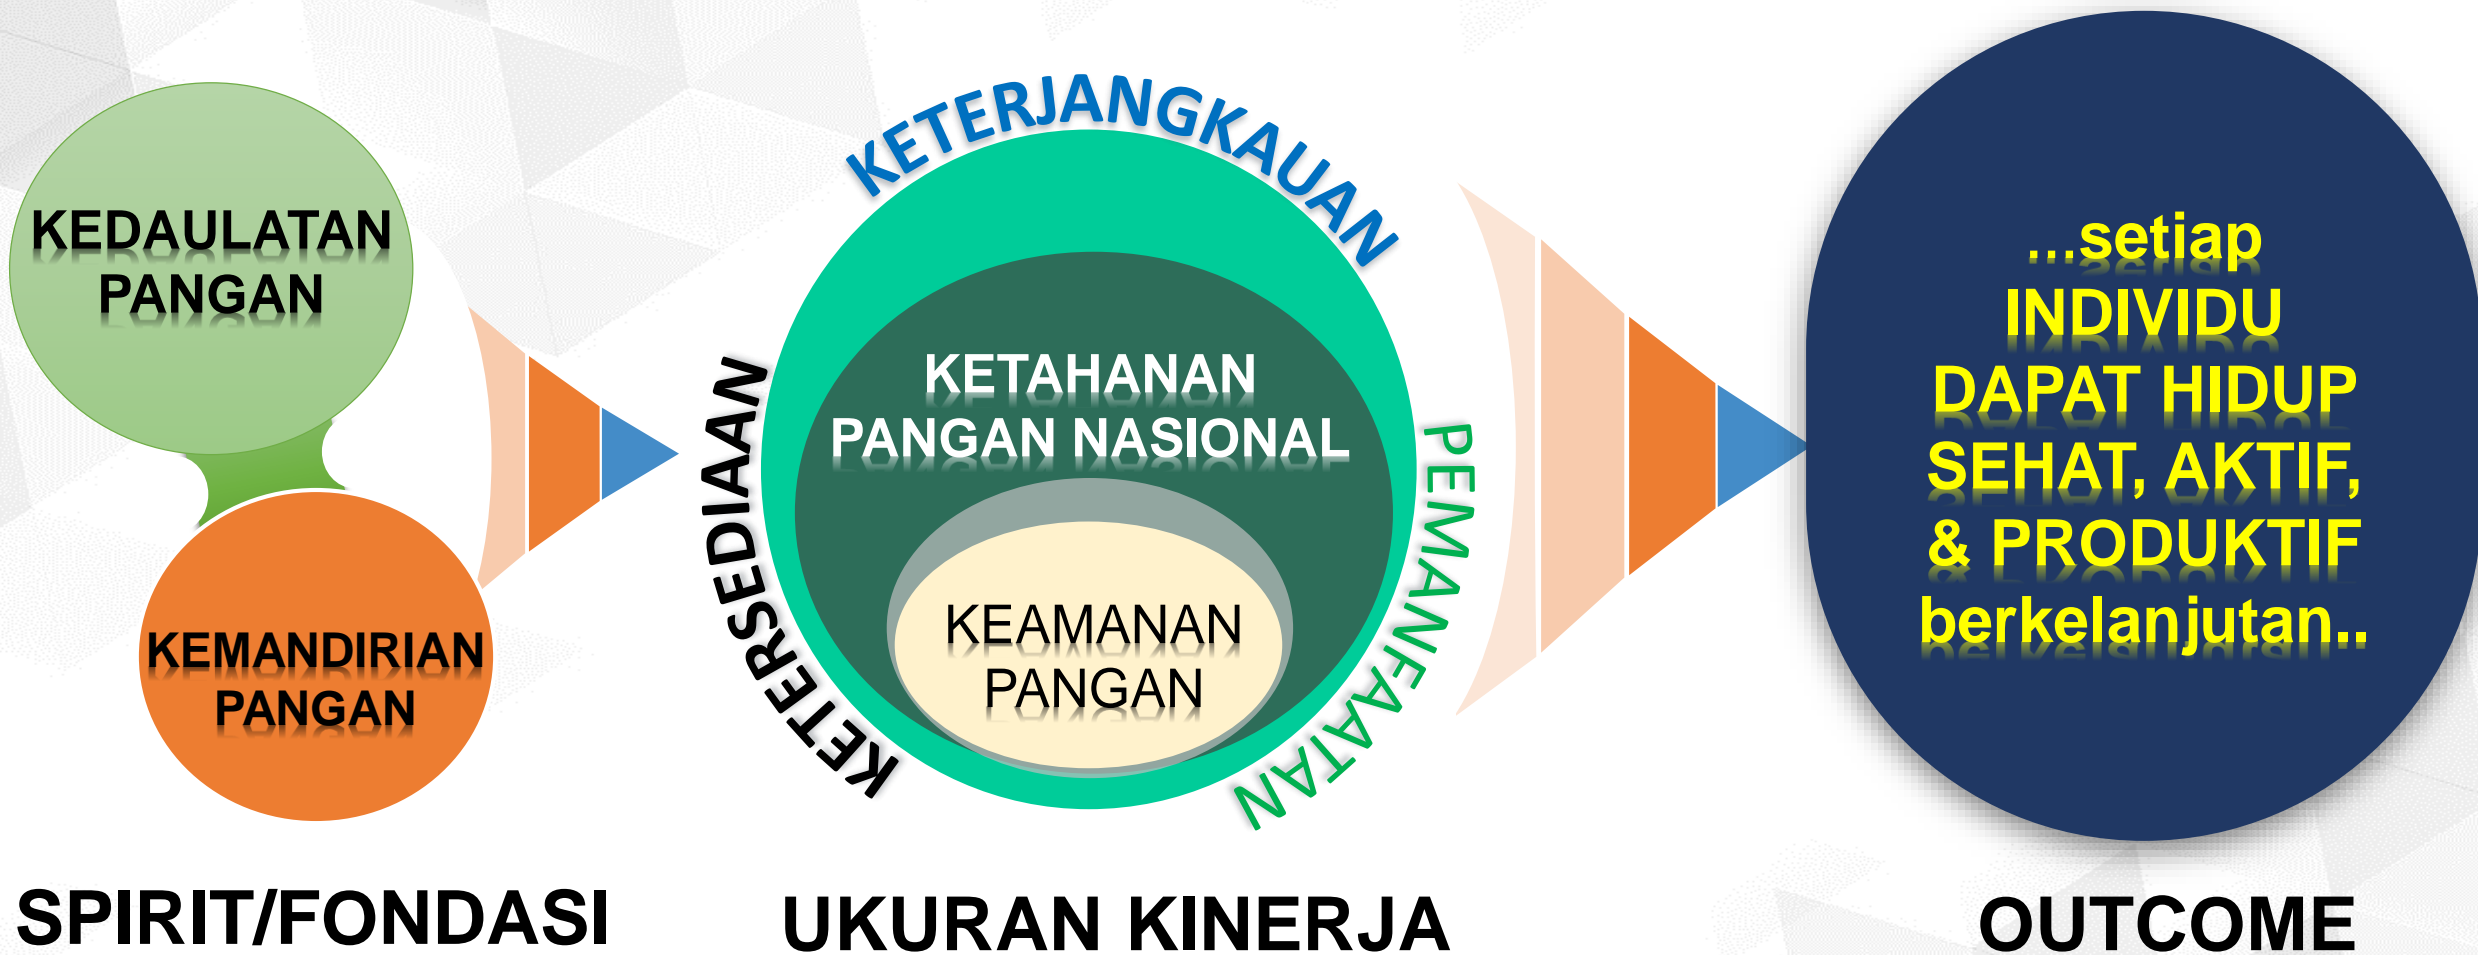 KEDAULATAN
PANGAN
KEMANDIRIAN
PANGAN
SPIRIT/FONDASI
KETERJANGKAUAN
KETERSEDIAAN
PEMANFAATAN
KETAHANAN
PANGAN NASIONAL
KEAMANAN
PANGAN
UKURAN KINERJA
...setiap
INDIVIDU
DAPAT HIDUP
SEHAT, AKTIF,
& PRODUKTIF
berkelanjutan..
OUTCOME